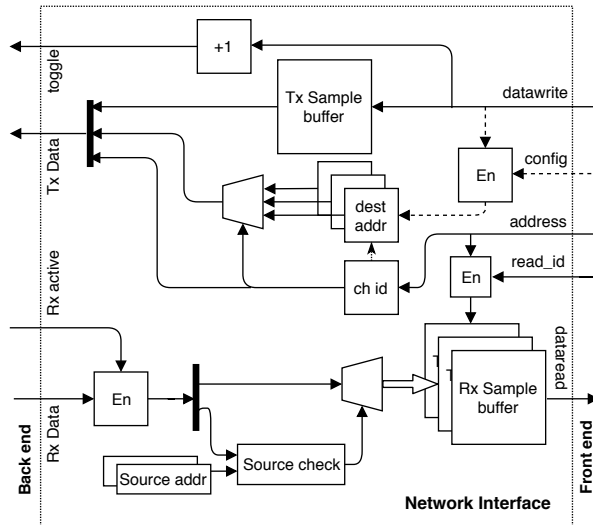 +1
toggle
Tx Sample
buffer
datawrite
Tx Data
En
config
dest
addr
address
Rx active
ch id
En
read_id
T
T
Rx Sample
buffer
dataread
En
Rx Data
Source check
Source addr
Back end
Front end
Network Interface